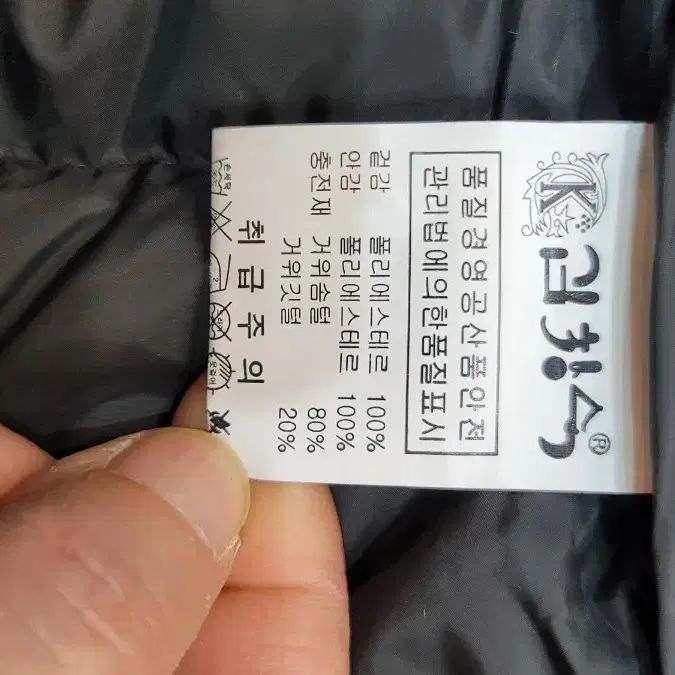 K
김창숙®
품질경영공산품안전
관리법에의한품질표시
겉감 폴리에스테르 100%
안감 폴리에스테르 100%
충전재 거위솜털 80%
거위깃털 20%
취급주의
손세탁